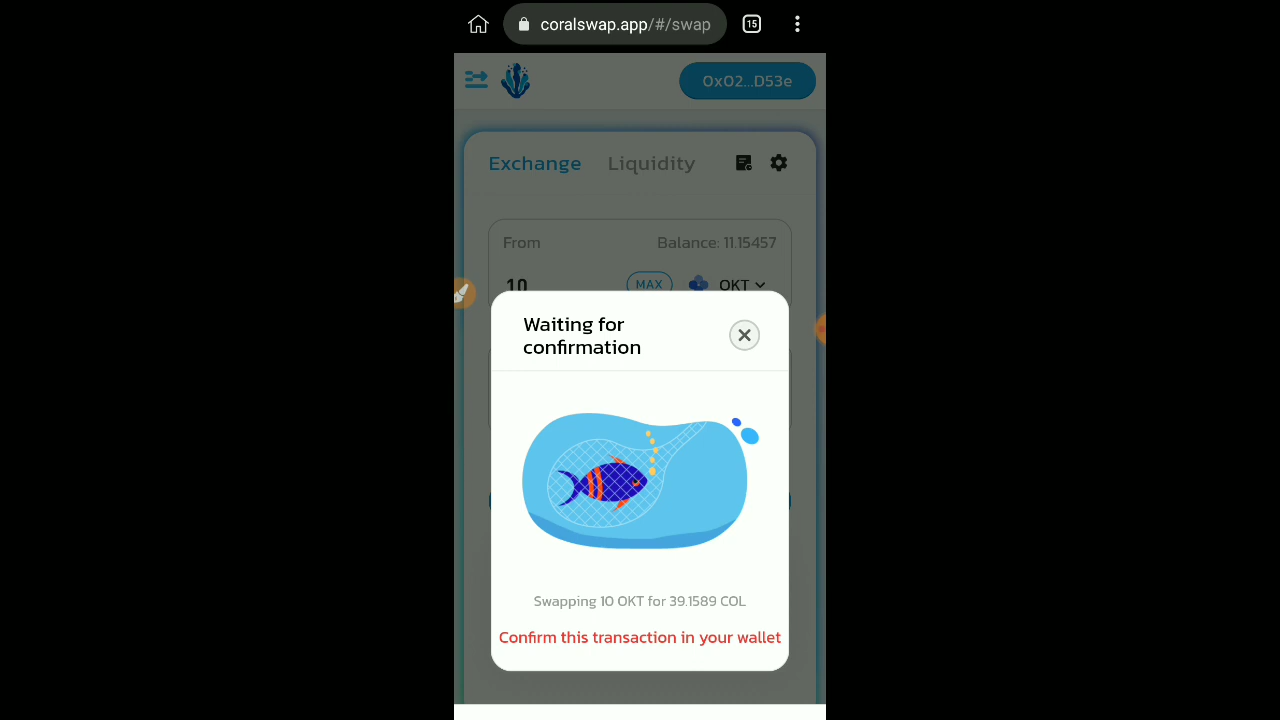 coralswap.app/#/swap
15
0x02...D53e
Exchange
Liquidity
From
Balance: 11.15457
10
MAX
OKT
Waiting for
confirmation
Swapping 10 OKT for 39.1589 COL
Confirm this transaction in your wallet